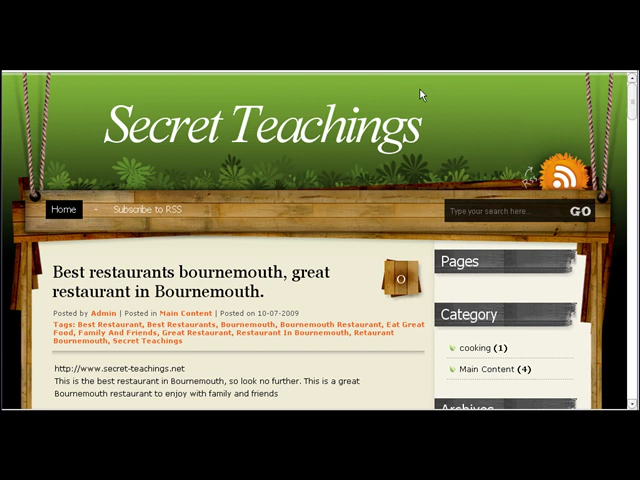 Secret Teachings
Home - Subscribe to RSS
Type your search here... GO
Best restaurants bournemouth, great
restaurant in Bournemouth.
0
Posted by Admin | Posted in Main Content | Posted on 10-07-2009
Tags: Best Restaurant, Best Restaurants, Bournemouth, Bournemouth Restaurant, Eat Great
Food, Family And Friends, Great Restaurant, Restaurant In Bournemouth, Retaurant
Bournemouth, Secret Teachings
http://www.secret-teachings.net
This is the best restaurant in Bournemouth, so look no further. This is a great
Bournemouth restaurant to enjoy with family and friends
Pages
Category
cooking (1)
Main Content (4)
Archives